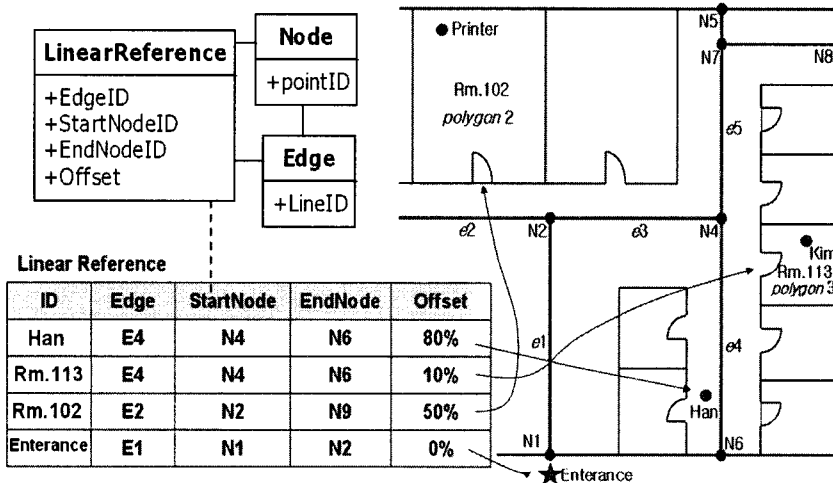 LinearReference
+EdgeID
+StartNodeID
+EndNodeID
+Offset
Node
+pointID
Edge
+LineID
Linear Reference
ID Edge StartNode EndNode Offset
Han E4 N4 N6 80%
Rm.113 E4 N4 N6 10%
Rm.102 E2 N2 N9 50%
Enterance E1 N1 N2 0%
Printer
Rm.102
polygon 2
N5
N7
N8
e5
e2
N2
e3
N4
Kim
Rm.113
polygon 3
e1
e4
Han
N1
N6
Enterance